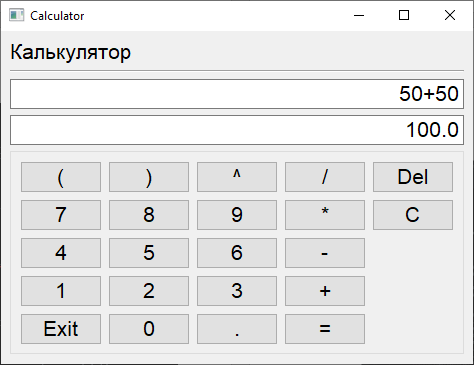 Calculator
Калькулятор
50+50
100.0
( ) ^ / Del
7 8 9 * C
4 5 6 -
1 2 3 +
Exit 0 . =